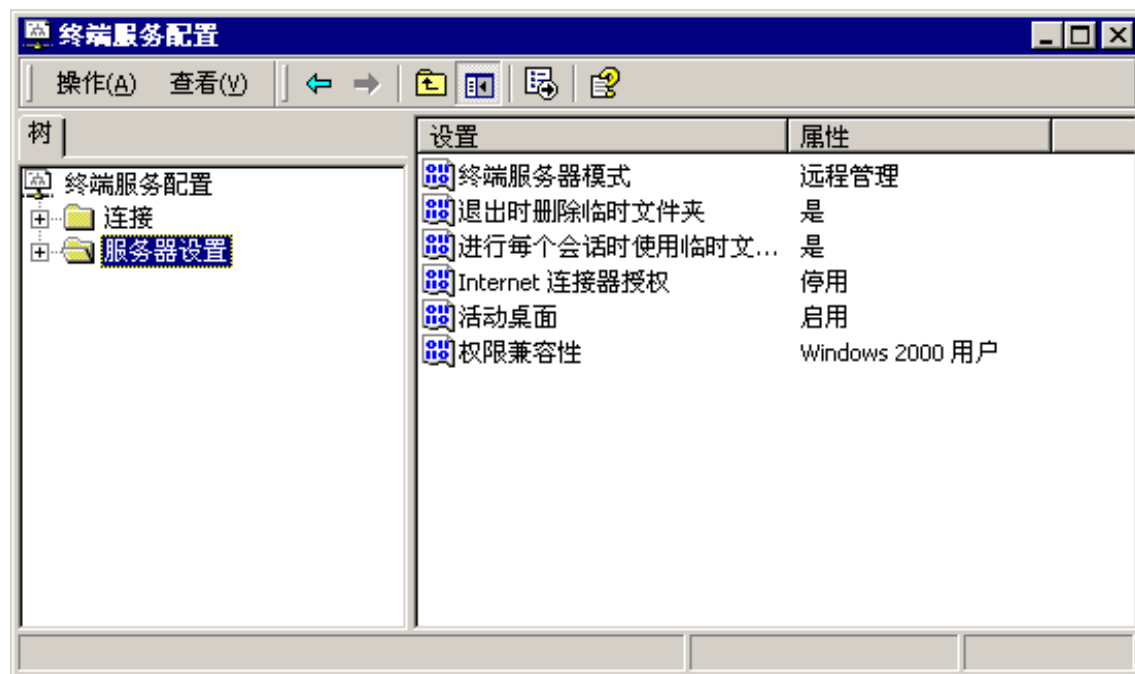 终端服务配置
操作(A) 查看(V)
树
终端服务配置
连接
服务器设置
设置 属性
终端服务器模式 远程管理
退出时删除临时文件夹 是
进行每个会话时使用临时文... 是
Internet 连接器授权 停用
活动桌面 启用
权限兼容性 Windows 2000 用户